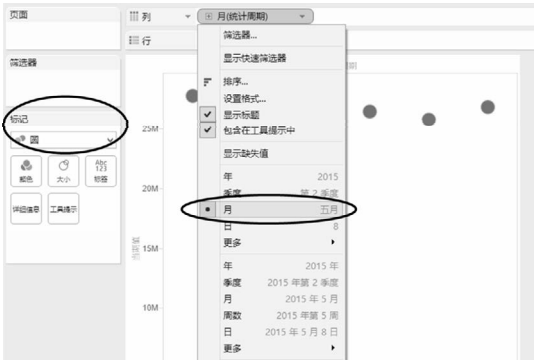 页面
列
月(统计周期)
行
筛选器
筛选器...
显示快速筛选器
排序...
设置格式...
显示标题
包含在工具提示中
显示缺失值
期
标记
圆
颜色
大小
Abc
123
标签
详细信息
工具提示
25M
20M
15M
10M
年 2015
季度 第 2 季度
月 五月
日 8
更多
年 2015 年
季度 2015 年第 2 季度
月 2015 年 5 月
周数 2015 年第 5 周
日 2015 年 5 月 8 日
更多